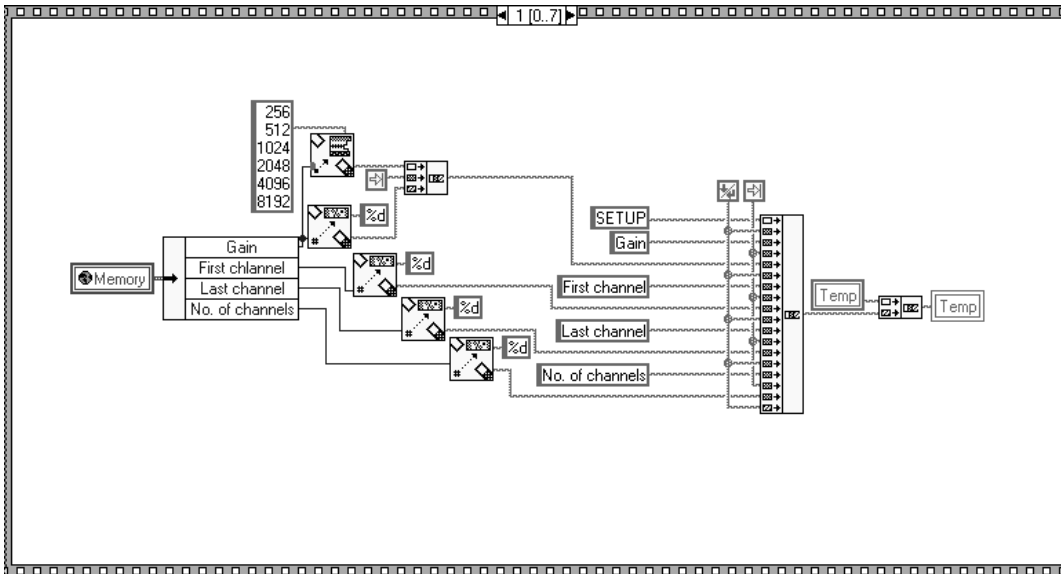 1 [0..7]
256
512
1024
2048
4096
8192
%d
SETUP
Gain
Gain
%d
Memory
First chlannel
Last channel
No. of channels
First channel
%d
Temp
Temp
Last channel
%d
No. of channels